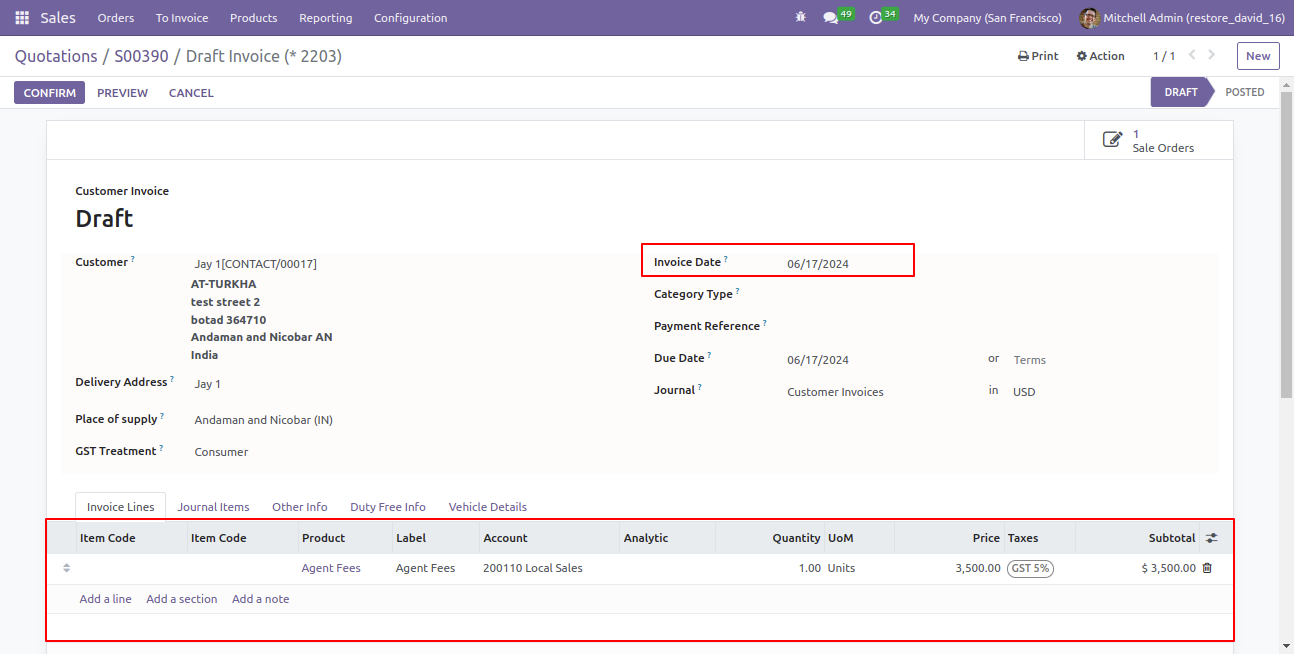 Sales Orders To Invoice Products Reporting Configuration 49 34 My Company (San Francisco) Mitchell Admin (restore_david_16)
Quotations / S00390 / Draft Invoice (* 2203) Print Action 1 / 1 New
CONFIRM PREVIEW CANCEL DRAFT POSTED
1
Sale Orders
Customer Invoice
Draft
Customer ? Jay 1[CONTACT/00017]
AT-TURKHA
test street 2
botad 364710
Andaman and Nicobar AN
India
Delivery Address ? Jay 1
Place of supply ? Andaman and Nicobar (IN)
GST Treatment ? Consumer
Invoice Date ? 06/17/2024
Category Type ?
Payment Reference ?
Due Date ? 06/17/2024 or Terms
Journal ? Customer Invoices in USD
Invoice Lines Journal Items Other Info Duty Free Info Vehicle Details
Item Code Item Code Product Label Account Analytic Quantity UoM Price Taxes Subtotal
Agent Fees Agent Fees 200110 Local Sales 1.00 Units 3,500.00 GST 5% $ 3,500.00
Add a line Add a section Add a note